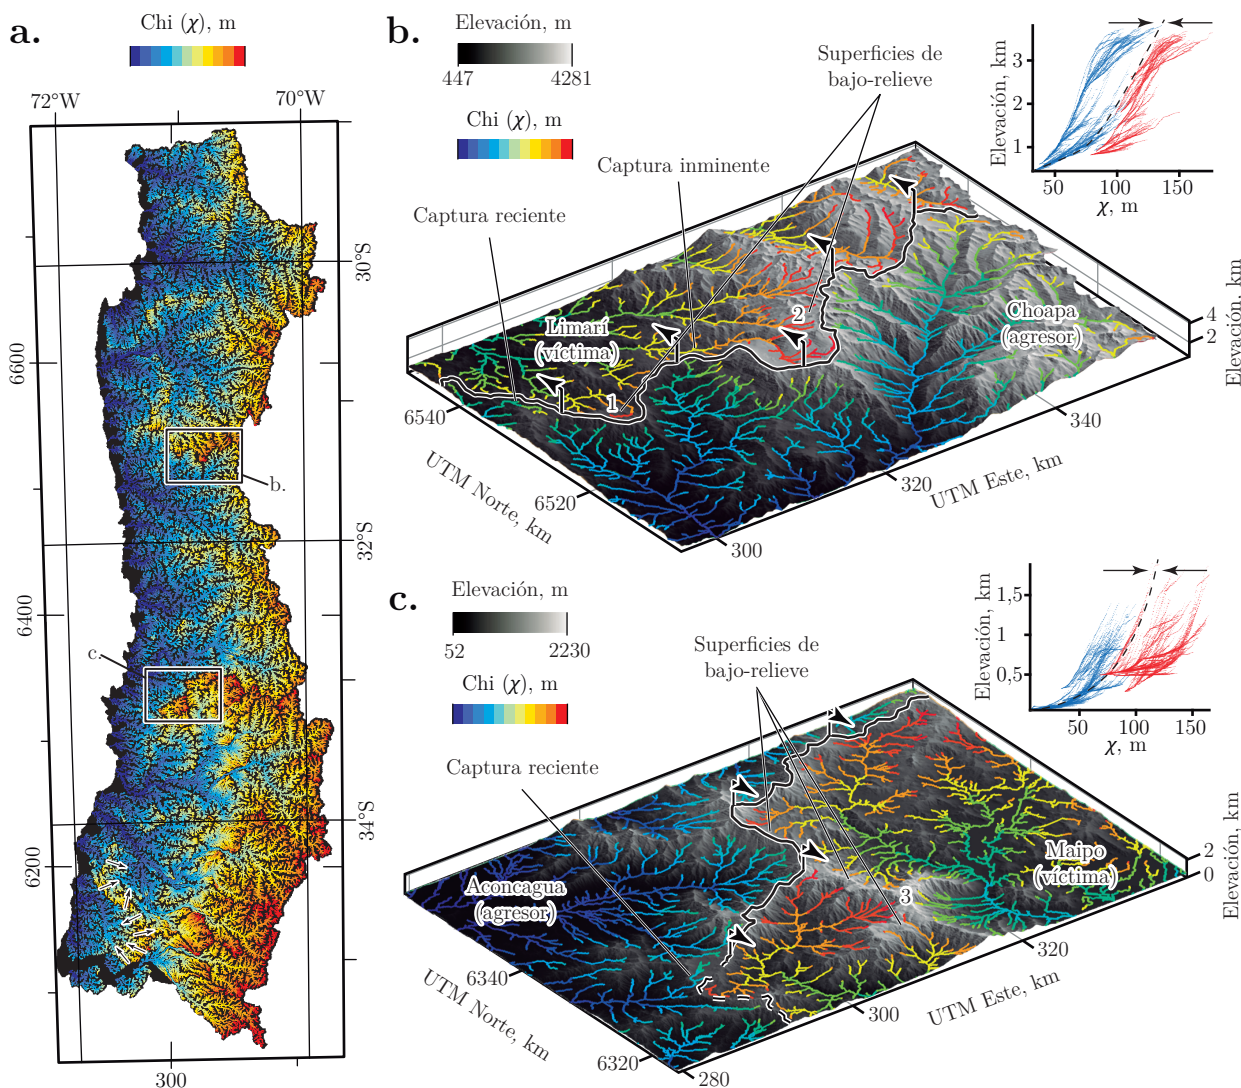 a.
Chi (χ), m
72°W
70°W
30°S
32°S
34°S
6600
6400
6200
300
b.
c.
b.
Elevación, m
447
4281
Chi (χ), m
Superficies de
bajo-relieve
Captura inminente
Captura reciente
Limarí
(víctima)
Choapa
(agresor)
1
2
6540
6520
UTM Norte, km
300
320
340
UTM Este, km
4
2
Elevación, km
Elevación, km
3
2
1
50
100
150
χ, m
c.
Elevación, m
52
2230
Chi (χ), m
Superficies de
bajo-relieve
Captura reciente
Aconcagua
(agresor)
Maipo
(víctima)
3
6340
6320
UTM Norte, km
280
300
320
UTM Este, km
2
0
Elevación, km
Elevación, km
1,5
1
0,5
50
100
150
χ, m